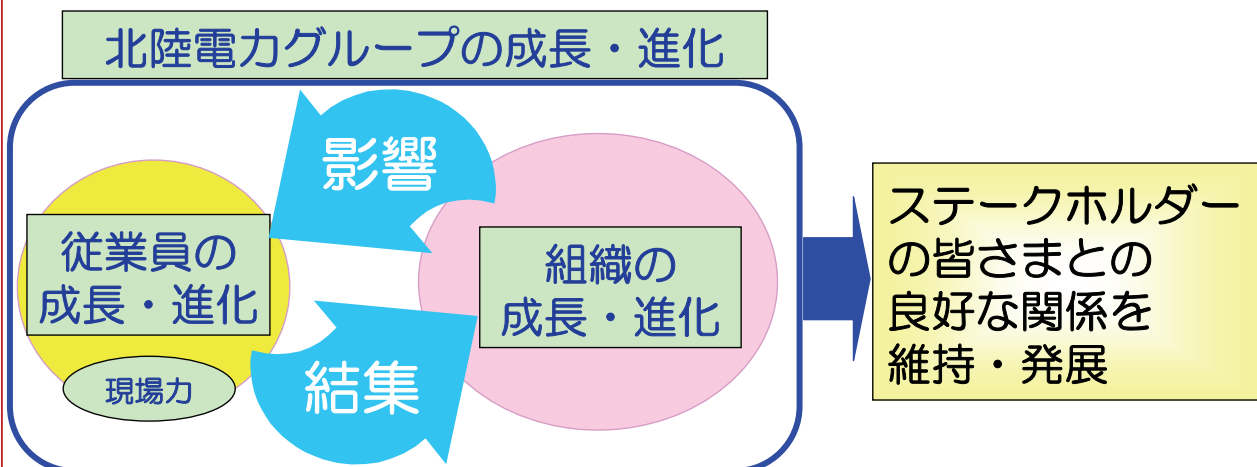 北陸電力グループの成長・進化
影響
従業員の
成長・進化
現場力
組織の
成長・進化
結集
ステークホルダー
の皆さまとの
良好な関係を
維持・発展